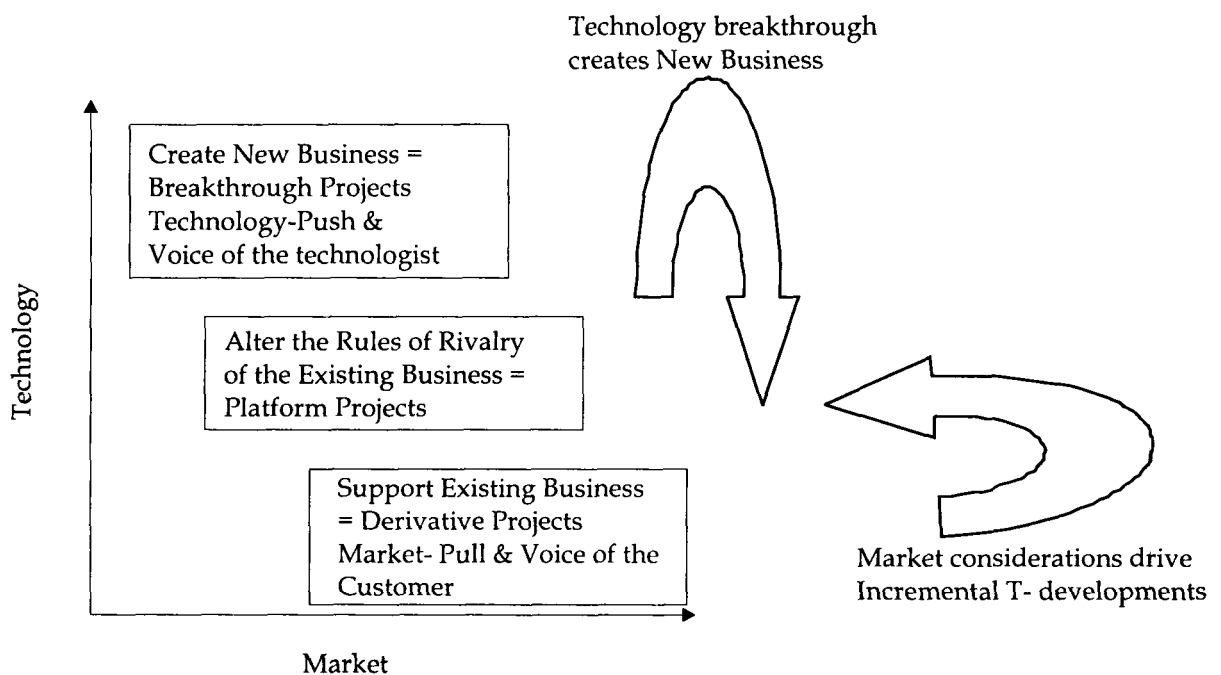 Technology breakthrough
creates New Business
Create New Business =
Breakthrough Projects
Technology-Push &
Voice of the technologist
Technology
Alter the Rules of Rivalry
of the Existing Business =
Platform Projects
Support Existing Business
= Derivative Projects
Market- Pull & Voice of the
Customer
Market considerations drive
Incremental T- developments
Market